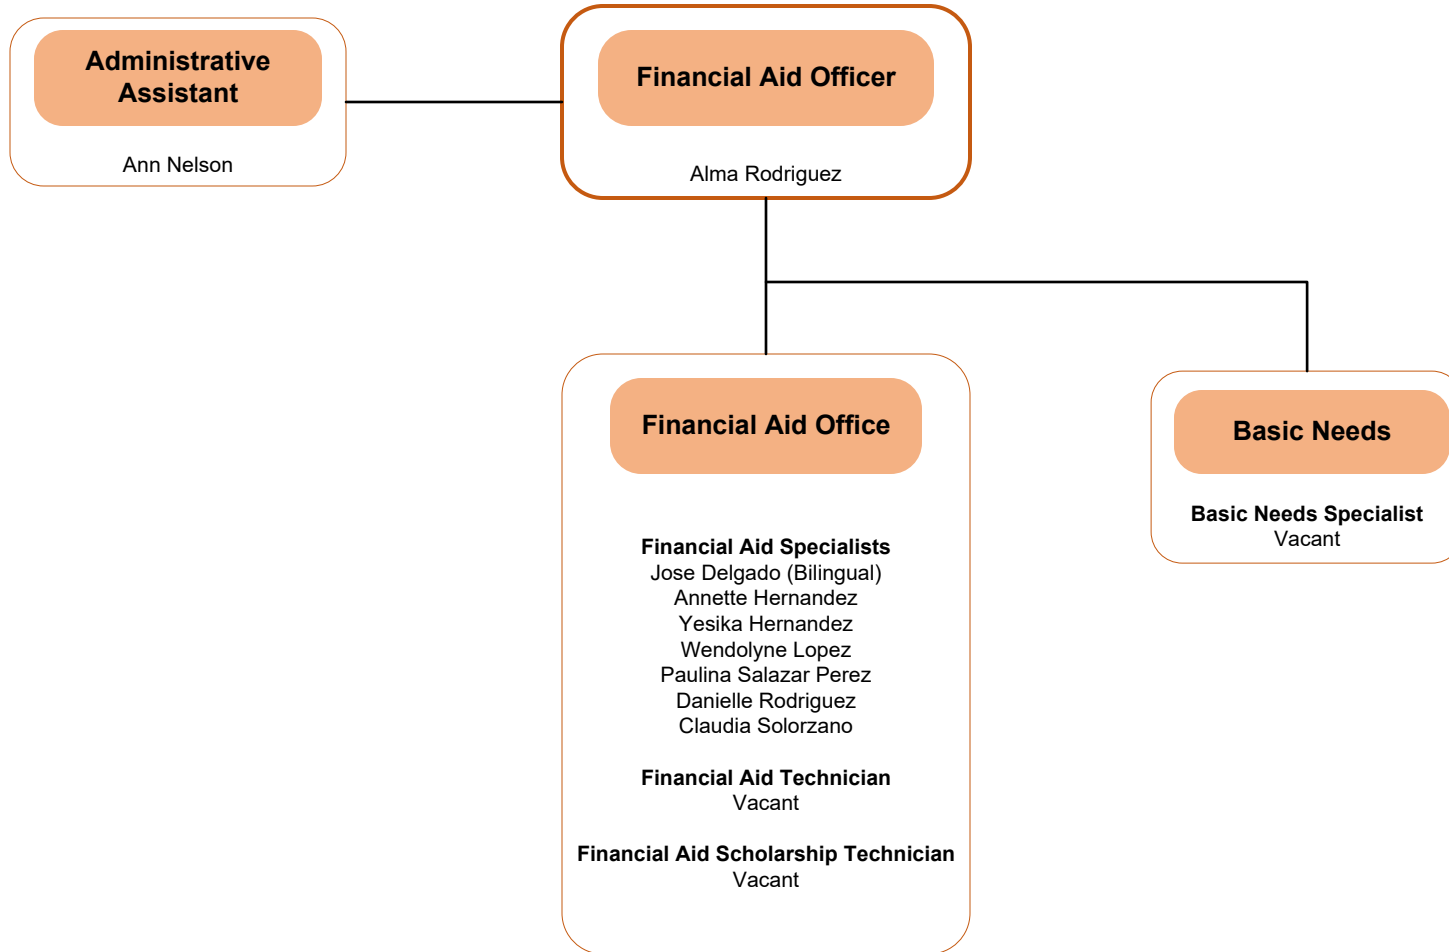 Administrative
Assistant
Ann Nelson
Financial Aid Officer
Alma Rodriguez
Financial Aid Office
Financial Aid Specialists
Jose Delgado (Bilingual)
Annette Hernandez
Yesika Hernandez
Wendolyne Lopez
Paulina Salazar Perez
Danielle Rodriguez
Claudia Solorzano
Financial Aid Technician
Vacant
Financial Aid Scholarship Technician
Vacant
Basic Needs
Basic Needs Specialist
Vacant